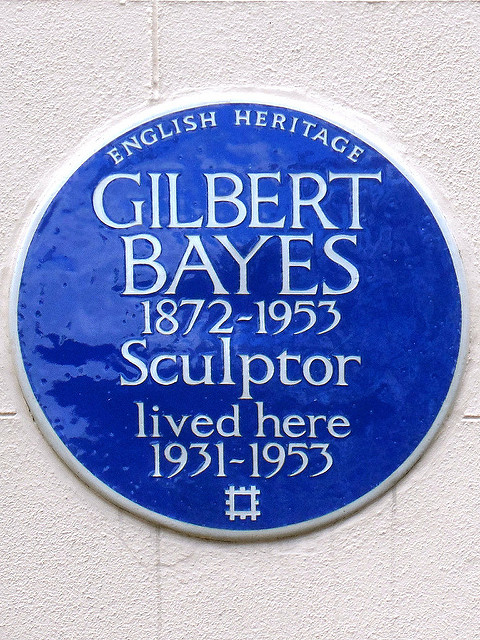 ENGLISH HERITAGE
GILBERT
BAYES
1872-1953
Sculptor
lived here
1931-1953